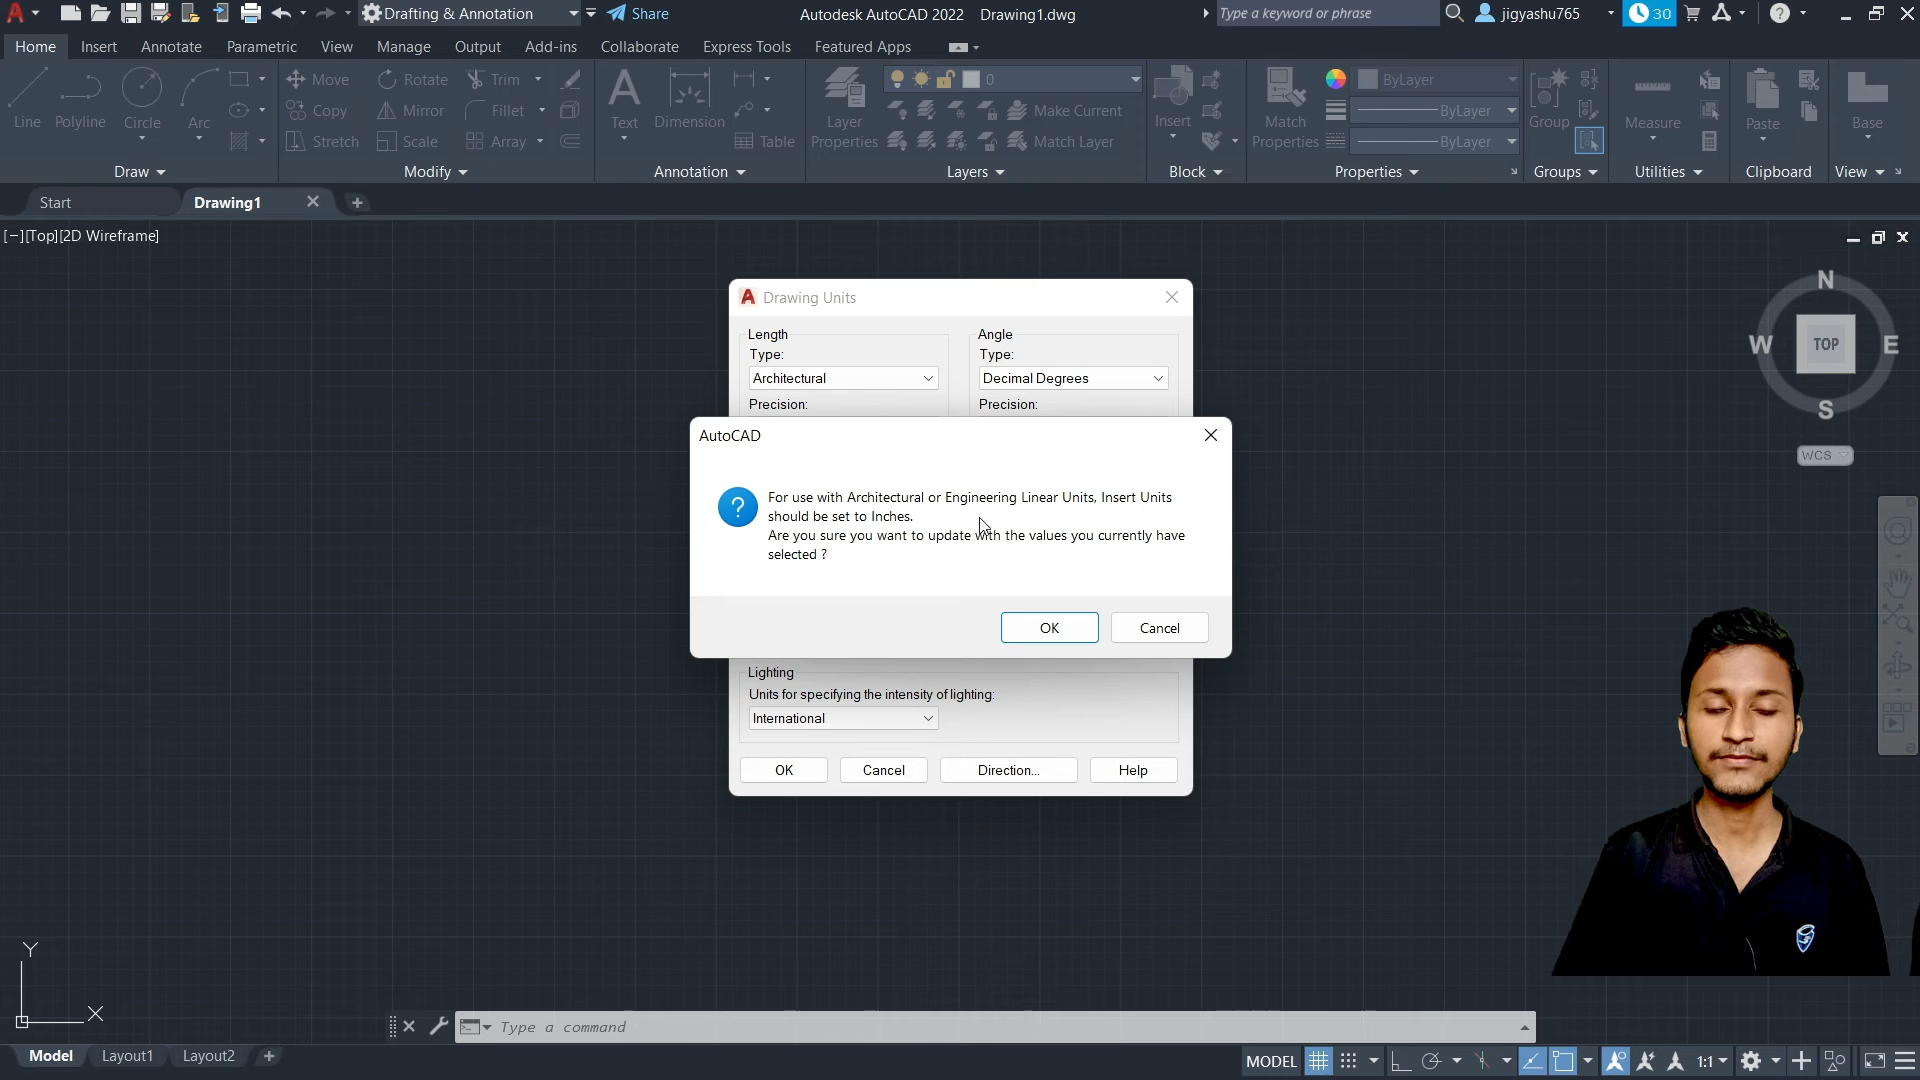 Drafting & Annotation
Share
Autodesk AutoCAD 2022 Drawing1.dwg
Type a keyword or phrase
jigyashu765
30
Home Insert Annotate Parametric View Manage Output Add-ins Collaborate Express Tools Featured Apps
Line Polyline Circle Arc
Move Rotate Trim
Copy Mirror Fillet
Stretch Scale Array
Text Dimension
Table
Layer Properties
0
Make Current
Match Layer
Insert
Match Properties
ByLayer
ByLayer
ByLayer
Group
Measure
Paste
Base
Draw Modify Annotation Layers Block Properties Groups Utilities Clipboard View
Start Drawing1
[−][Top][2D Wireframe]
N
W TOP E
S
WCS
Drawing Units
Length Angle
Type: Type:
Architectural Decimal Degrees
Precision: Precision:
AutoCAD
For use with Architectural or Engineering Linear Units, Insert Units
should be set to Inches.
Are you sure you want to update with the values you currently have
selected ?
OK Cancel
Lighting
Units for specifying the intensity of lighting:
International
OK Cancel Direction... Help
Y
X
Type a command
Model Layout1 Layout2
MODEL 1:1